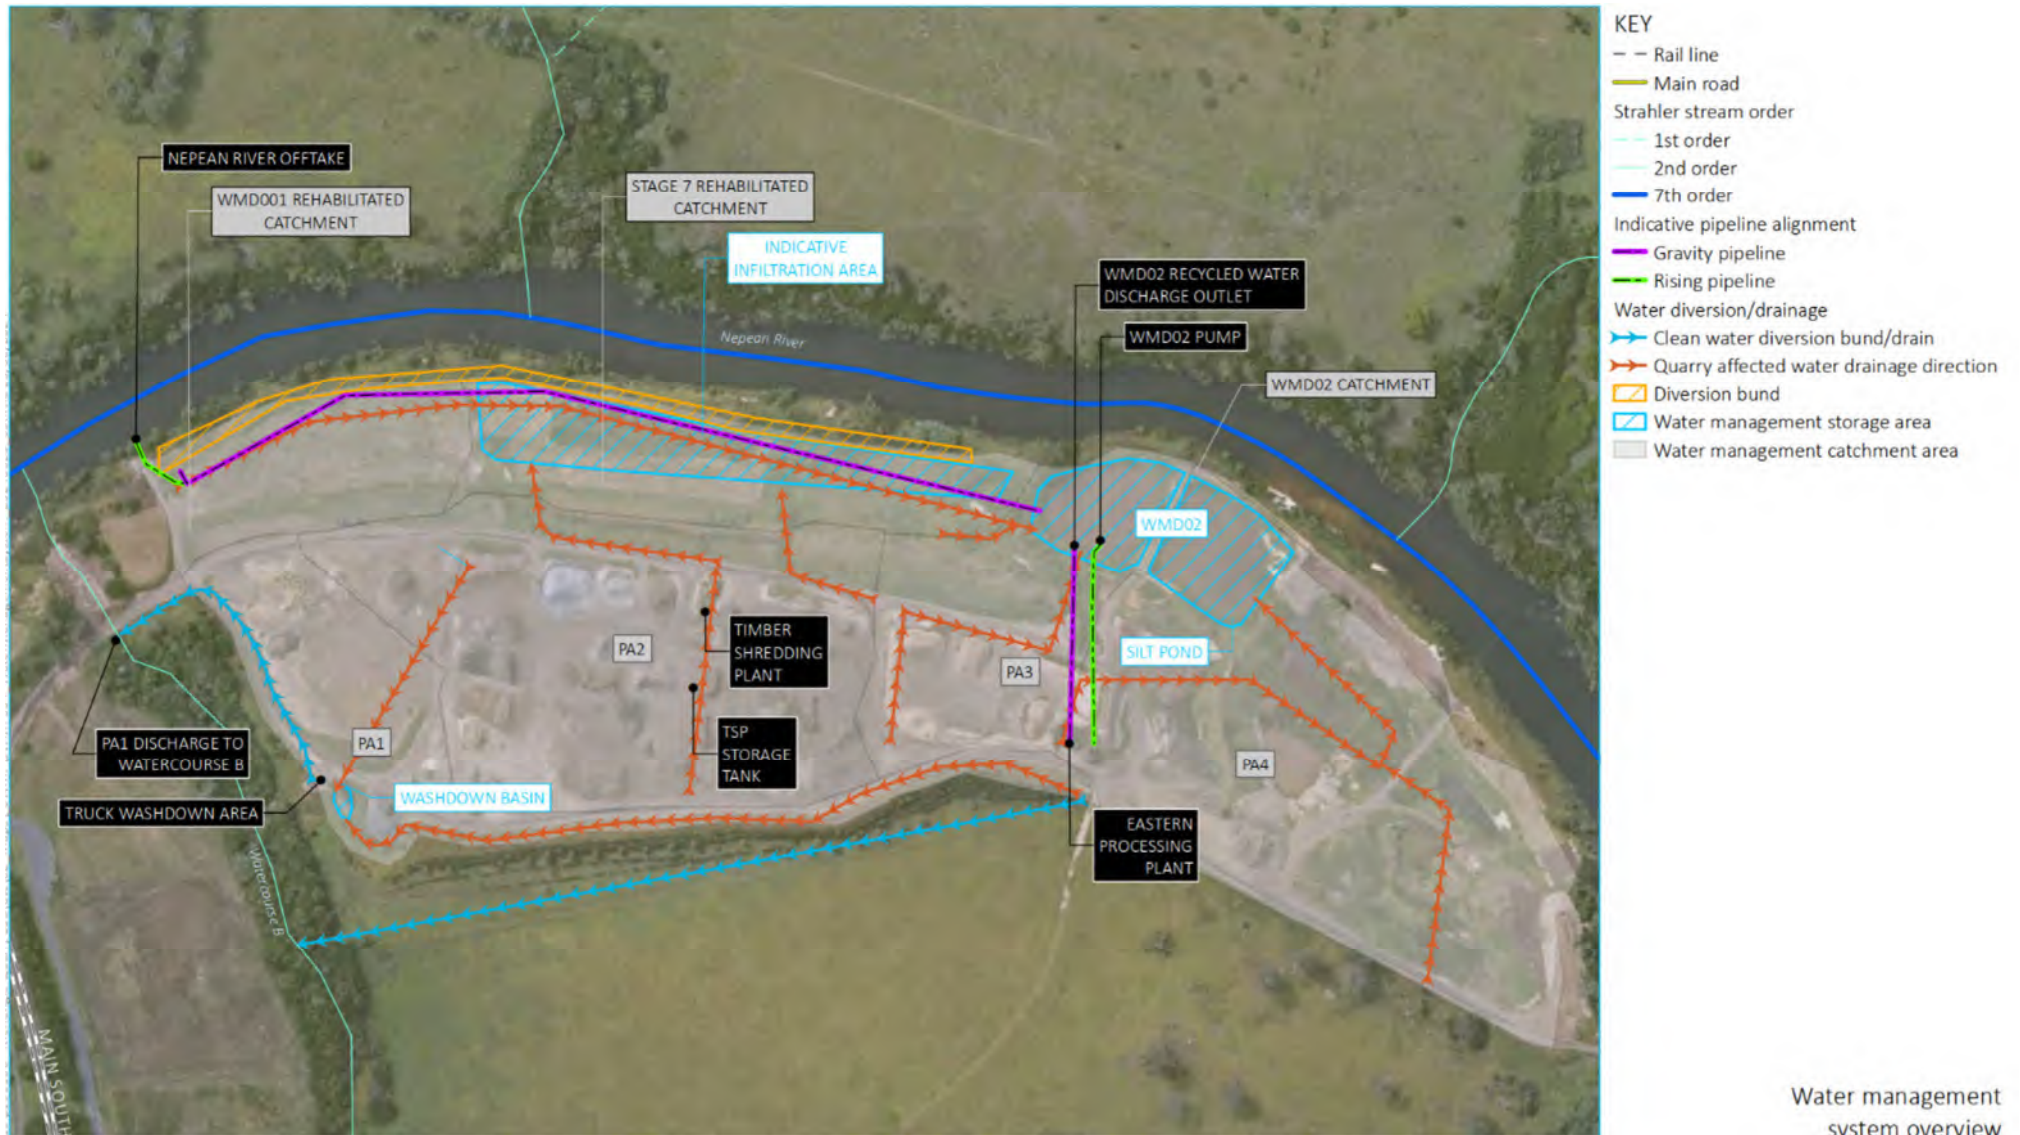 NEPEAN RIVER OFFTAKE
WMD001 REHABILITATED
CATCHMENT
STAGE 7 REHABILITATED
CATCHMENT
INDICATIVE
INFILTRATION AREA
WMD02 RECYCLED WATER
DISCHARGE OUTLET
WMD02 PUMP
WMD02 CATCHMENT
Nepean River
WMD02
SILT POND
TIMBER
SHREDDING
PLANT
PA2
PA3
TSP
STORAGE
TANK
PA1
PA4
PA1 DISCHARGE TO
WATERCOURSE B
WASHDOWN BASIN
TRUCK WASHDOWN AREA
EASTERN
PROCESSING
PLANT
Watercourse B
MAIN SOUTH
KEY
Rail line
Main road
Strahler stream order
1st order
2nd order
7th order
Indicative pipeline alignment
Gravity pipeline
Rising pipeline
Water diversion/drainage
Clean water diversion bund/drain
Quarry affected water drainage direction
Diversion bund
Water management storage area
Water management catchment area
Water management
system overview